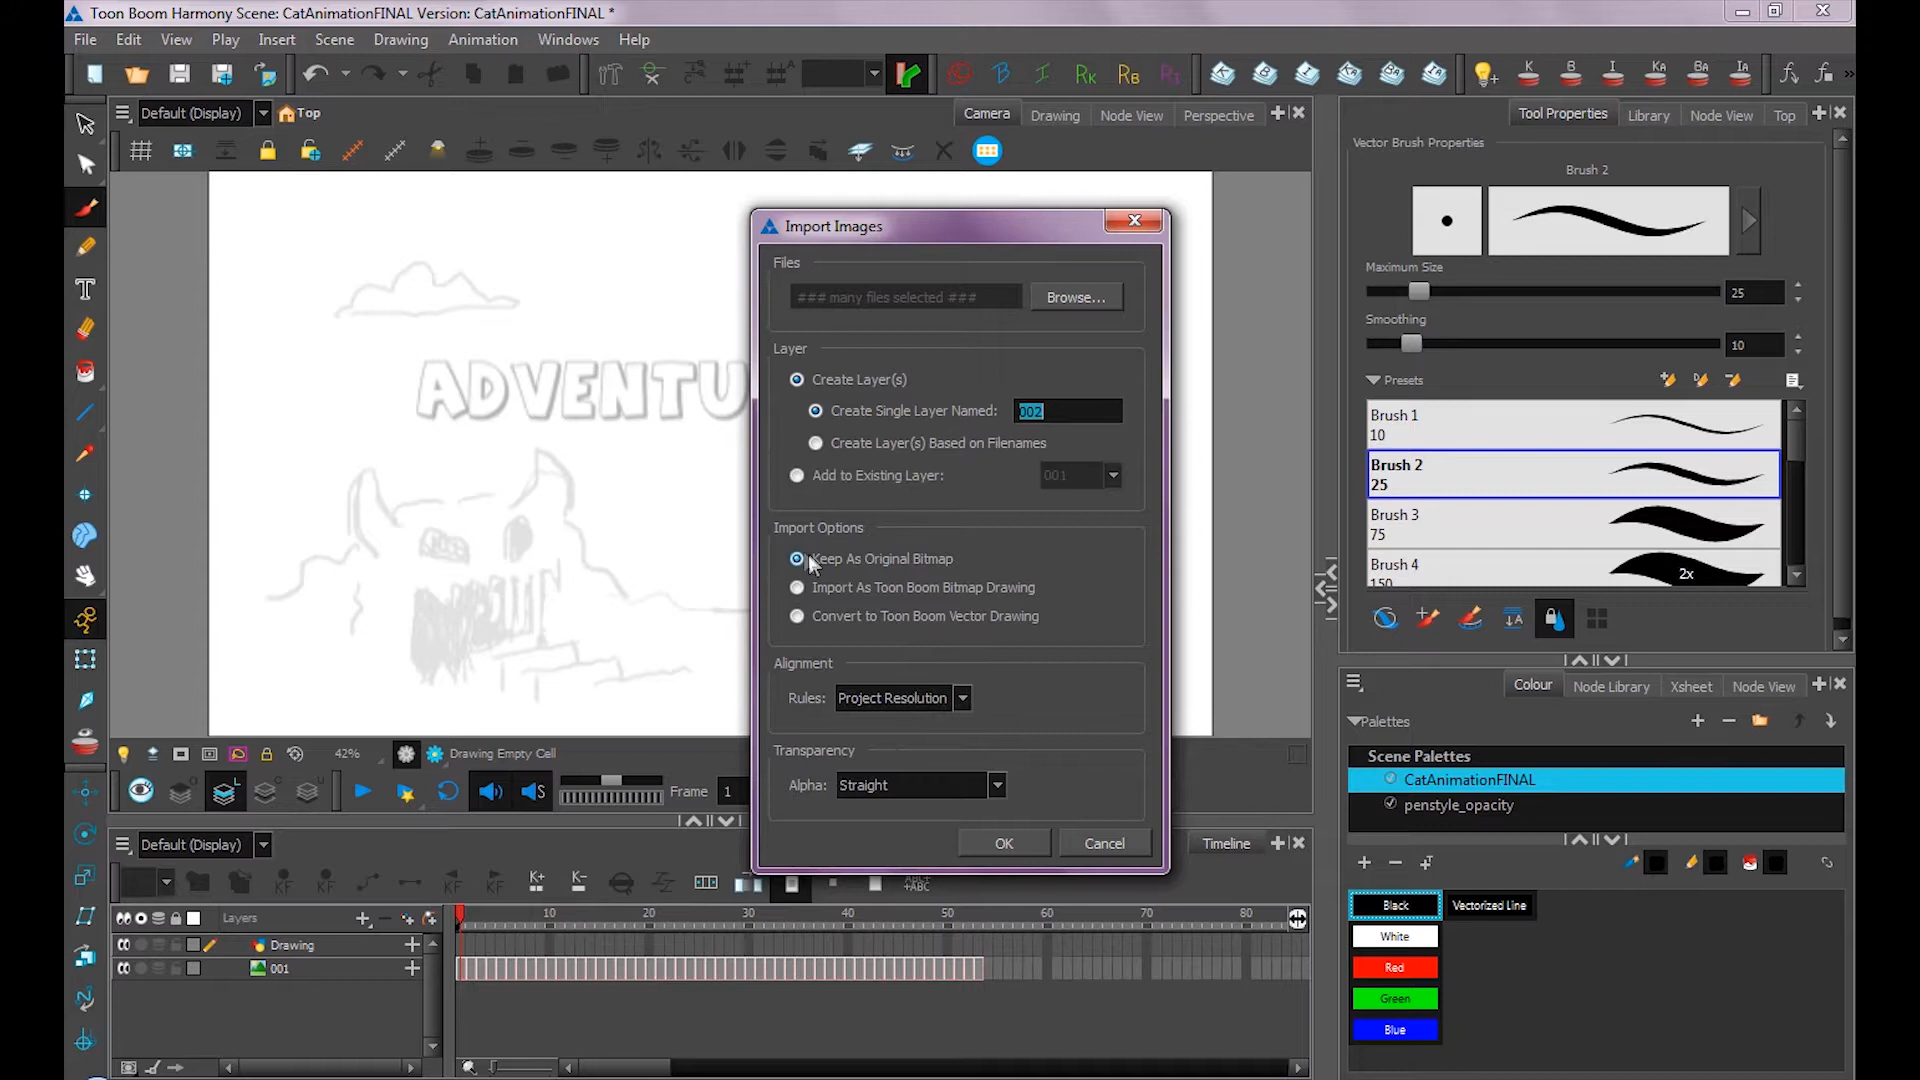 Toon Boom Harmony Scene: CatAnimationFINAL Version: CatAnimationFINAL *
File Edit View Play Insert Scene Drawing Animation Windows Help
Default (Display) Top Camera Drawing Node View Perspective
Tool Properties Library Node View Top
Vector Brush Properties
Brush 2
Maximum Size
25
Smoothing
10
Presets
Brush 1
10
Brush 2
25
Brush 3
75
Brush 4
150
2x
ADVENTU
Import Images
Files
### many files selected ###
Browse...
Layer
Create Layer(s)
Create Single Layer Named: 002
Create Layer(s) Based on Filenames
Add to Existing Layer: 001
Import Options
Keep As Original Bitmap
Import As Toon Boom Bitmap Drawing
Convert to Toon Boom Vector Drawing
Alignment
Rules: Project Resolution
Transparency
Alpha: Straight
OK Cancel
42% Drawing Empty Cell
Frame 1
Colour Node Library Xsheet Node View
Palettes
Scene Palettes
CatAnimationFINAL
penstyle_opacity
Black Vectorized Line
White
Red
Green
Blue
Default (Display) Timeline
Layers
10 20 30 40 50 60 70 80
Drawing
001